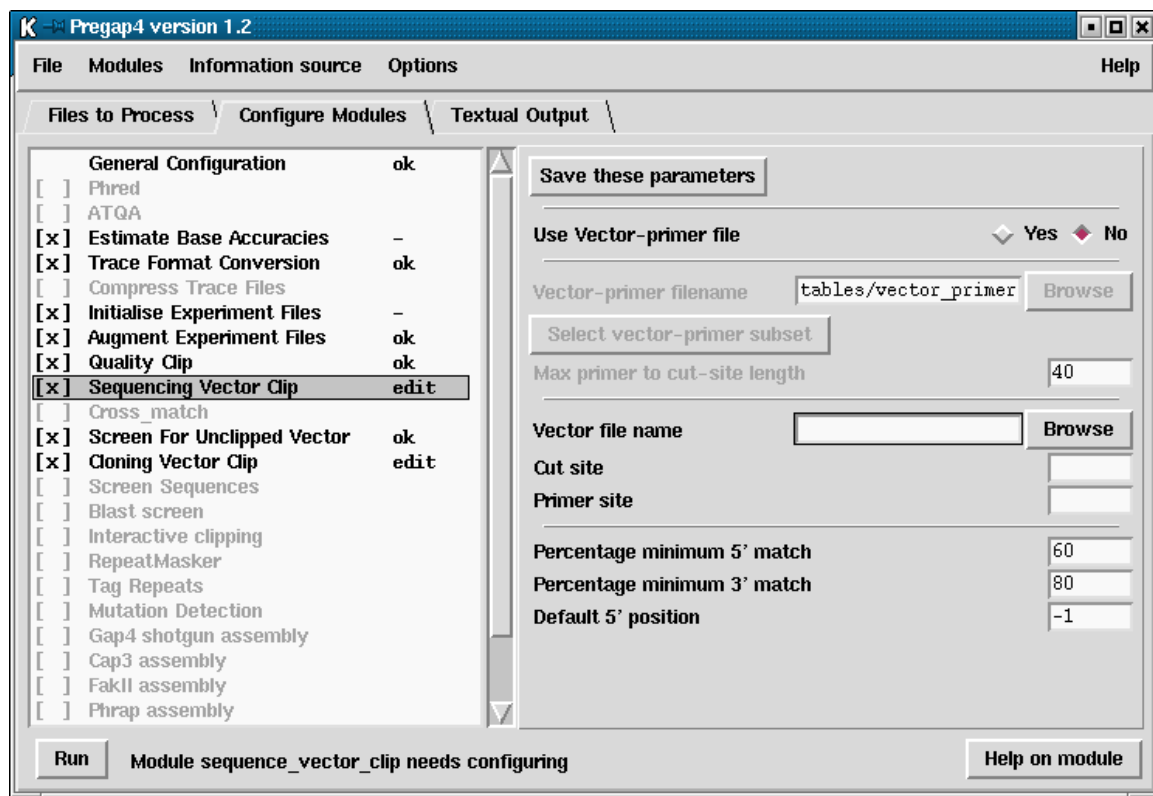 K Pregap4 version 1.2
File Modules Information source Options Help
Files to Process Configure Modules Textual Output
General Configuration ok
[ ] Phred
[ ] ATQA
[x] Estimate Base Accuracies –
[x] Trace Format Conversion ok
[ ] Compress Trace Files
[x] Initialise Experiment Files –
[x] Augment Experiment Files ok
[x] Quality Clip ok
[x] Sequencing Vector Clip edit
[ ] Cross_match
[x] Screen For Unclipped Vector ok
[x] Cloning Vector Clip edit
[ ] Screen Sequences
[ ] Blast screen
[ ] Interactive clipping
[ ] RepeatMasker
[ ] Tag Repeats
[ ] Mutation Detection
[ ] Gap4 shotgun assembly
[ ] Cap3 assembly
[ ] FakII assembly
[ ] Phrap assembly
Save these parameters
Use Vector–primer file Yes No
Vector–primer filename tables/vector_primer Browse
Select vector–primer subset
Max primer to cut–site length 40
Vector file name Browse
Cut site
Primer site
Percentage minimum 5’ match 60
Percentage minimum 3’ match 80
Default 5’ position –1
Run Module sequence_vector_clip needs configuring Help on module